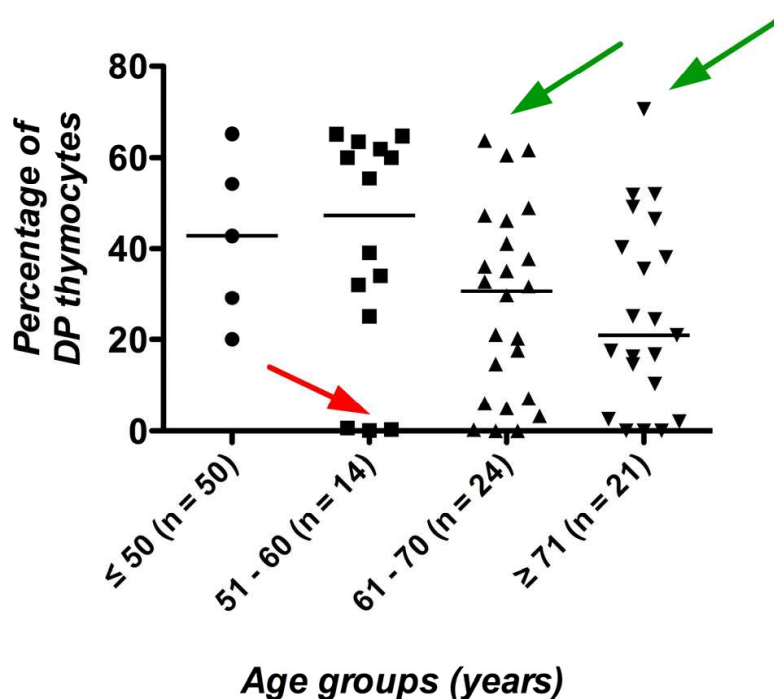 Percentage of
DP thymocytes
80
60
40
20
0
≤ 50 (n = 50)
51 - 60 (n = 14)
61 - 70 (n = 24)
≥ 71 (n = 21)
Age groups (years)